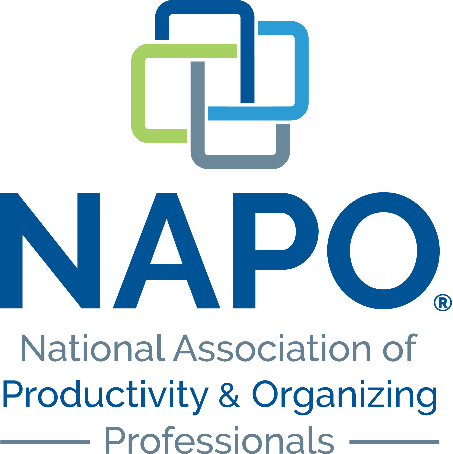 NAPO®
National Association of
Productivity & Organizing
Professionals